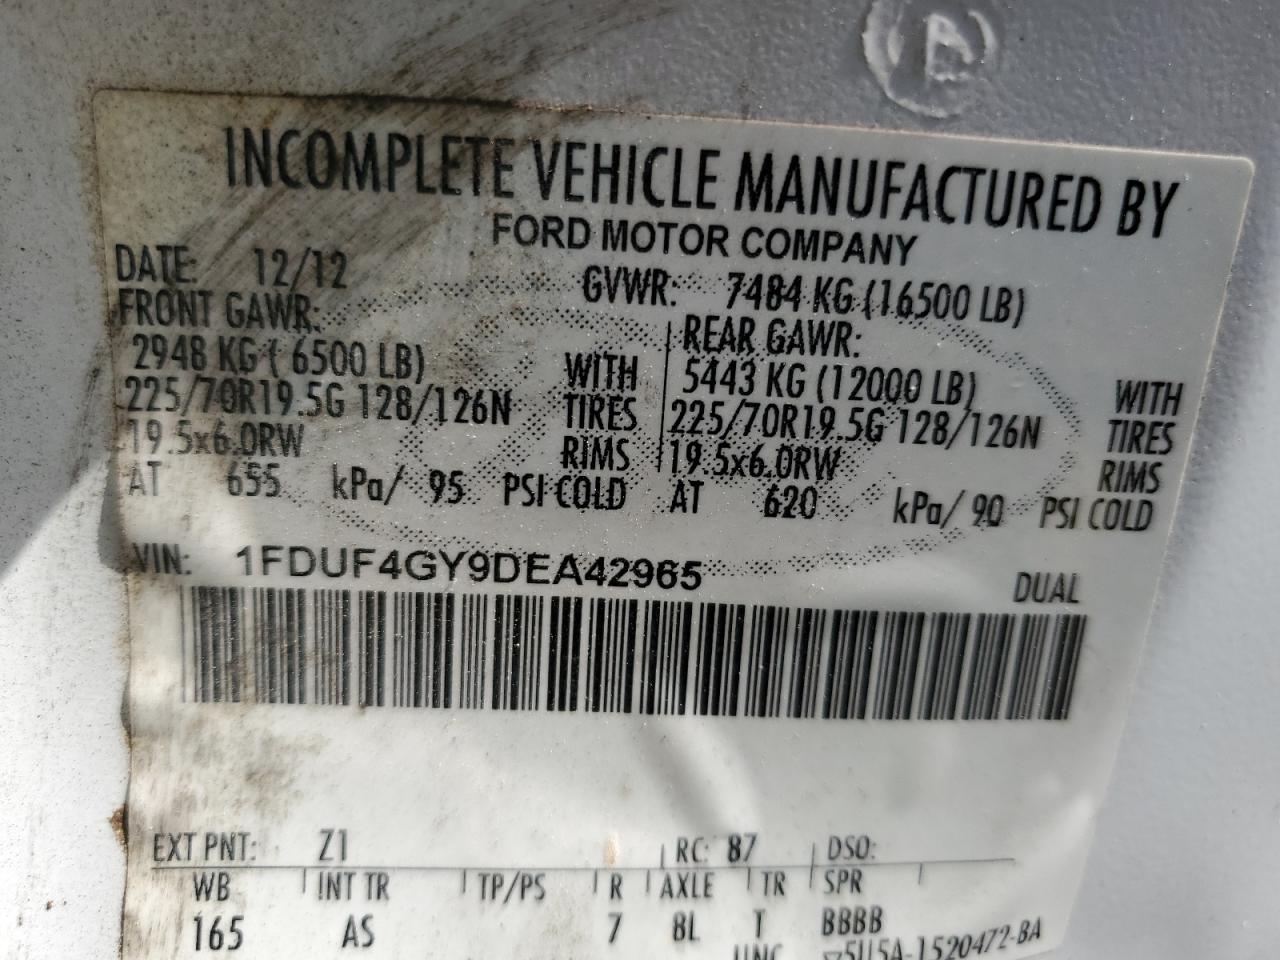 INCOMPLETE VEHICLE MANUFACTURED BY
FORD MOTOR COMPANY
DATE: 12/12 GVWR: 7484 KG (16500 LB)
FRONT GAWR: REAR GAWR:
2948 KG ( 6500 LB) WITH 5443 KG (12000 LB) WITH
225/70R19.5G 128/126N TIRES 225/70R19.5G 128/126N TIRES
19.5x6.0RW RIMS 19.5x6.0RW RIMS
AT 655 kPa/ 95 PSI COLD AT 620 kPa/ 90 PSI COLD
VIN: 1FDUF4GY9DEA42965
DUAL
EXT PNT: Z1 RC: 87 DSO:
WB INT TR TP/PS R AXLE TR SPR
165 AS 7 8L T BBBB
UNC 5U5A-1520472-BA